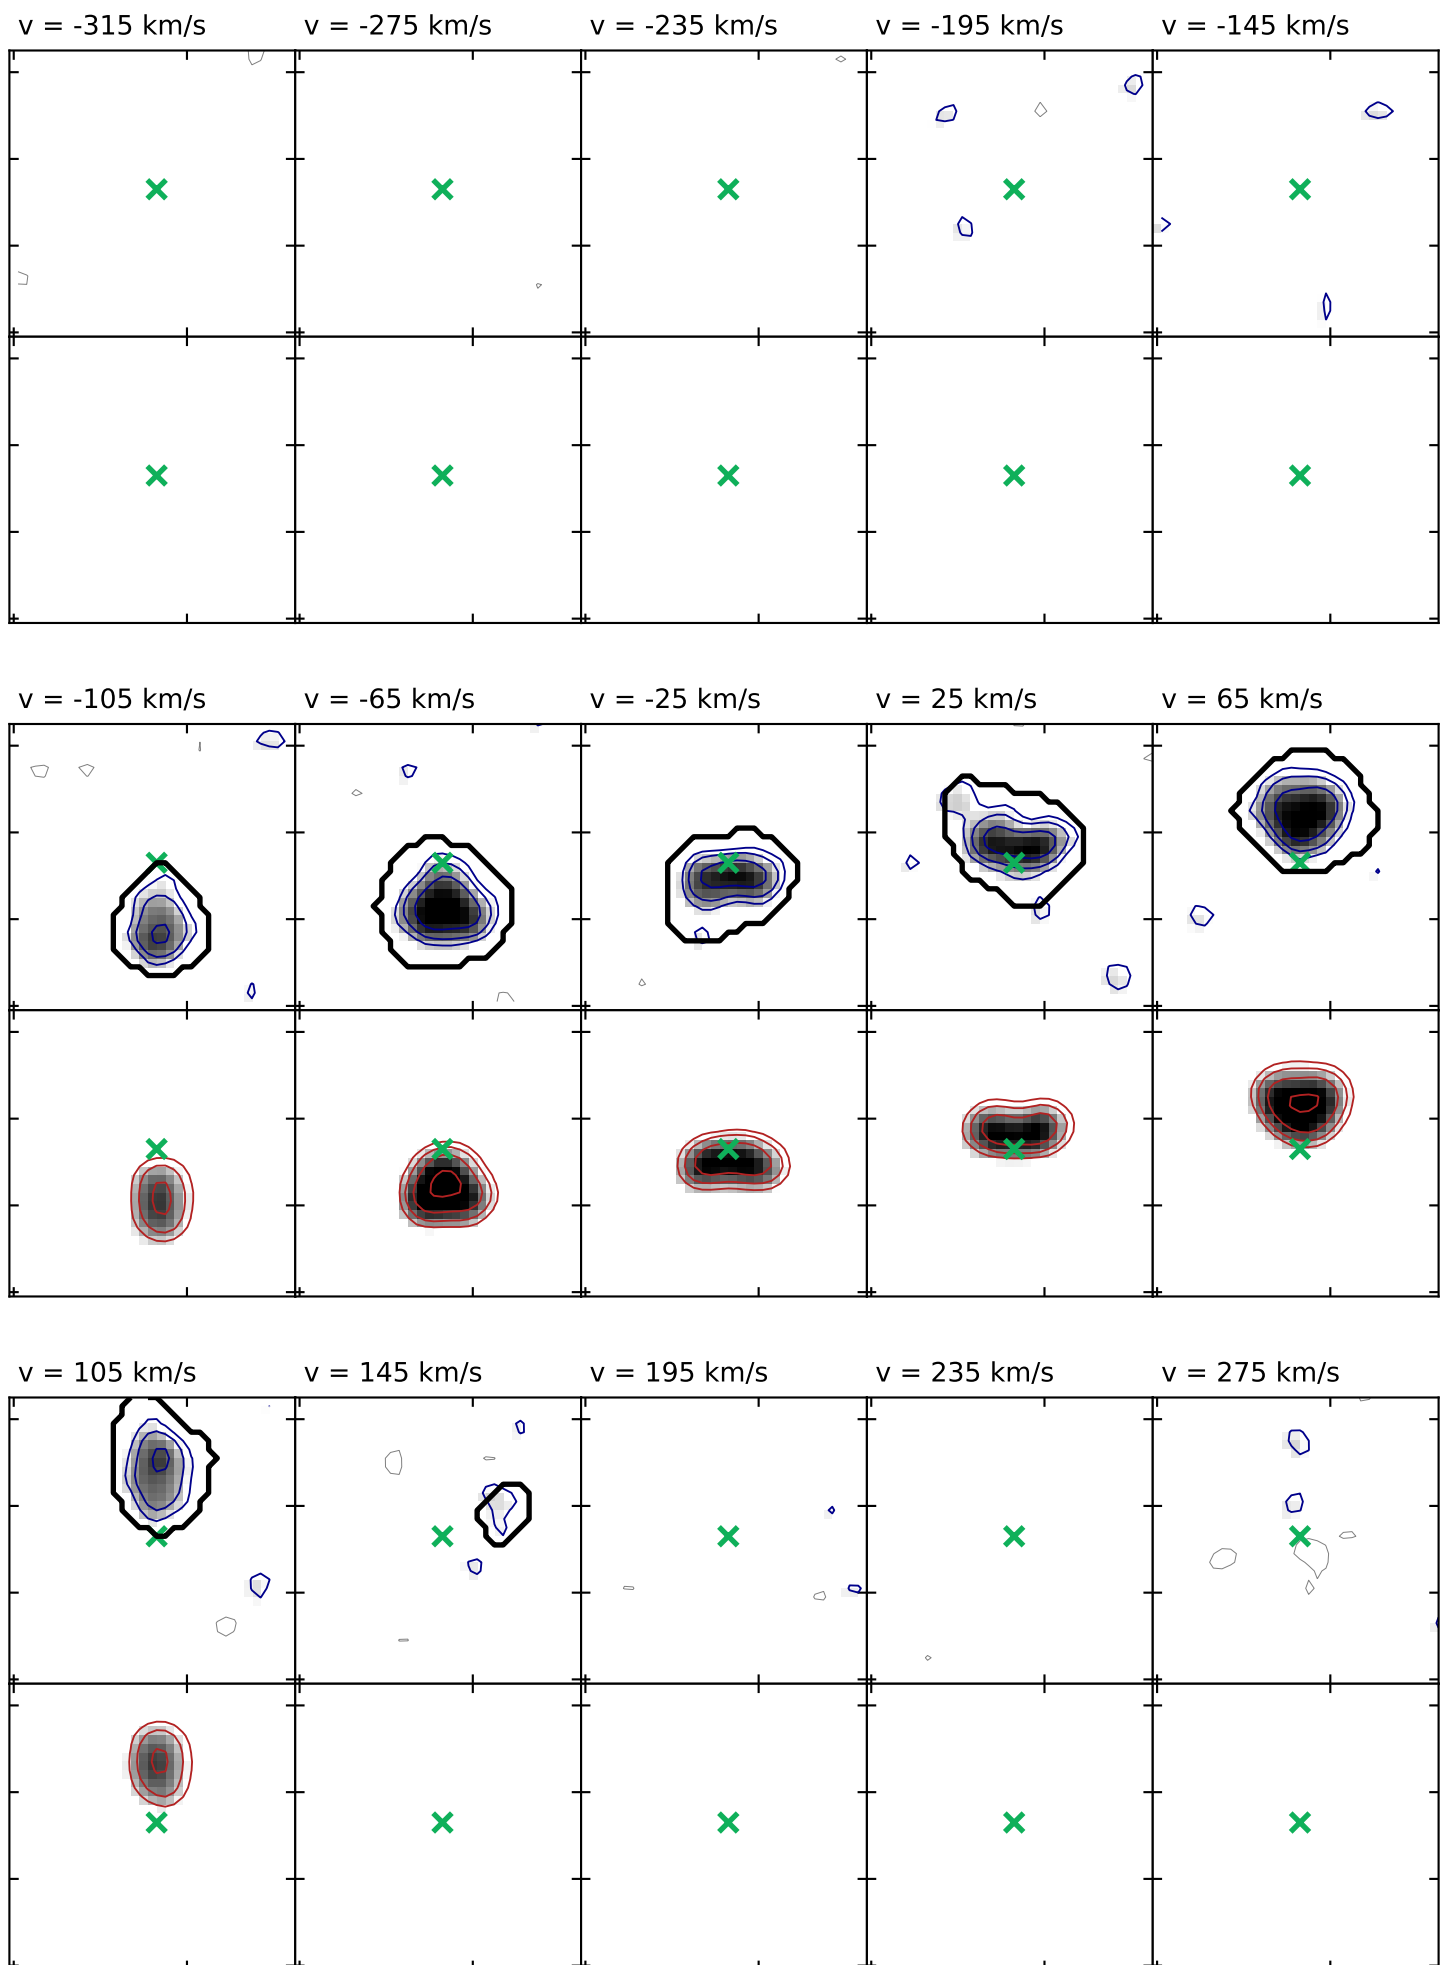 v = -315 km/s v = -275 km/s v = -235 km/s v = -195 km/s v = -145 km/s
v = -105 km/s v = -65 km/s v = -25 km/s v = 25 km/s v = 65 km/s
v = 105 km/s v = 145 km/s v = 195 km/s v = 235 km/s v = 275 km/s